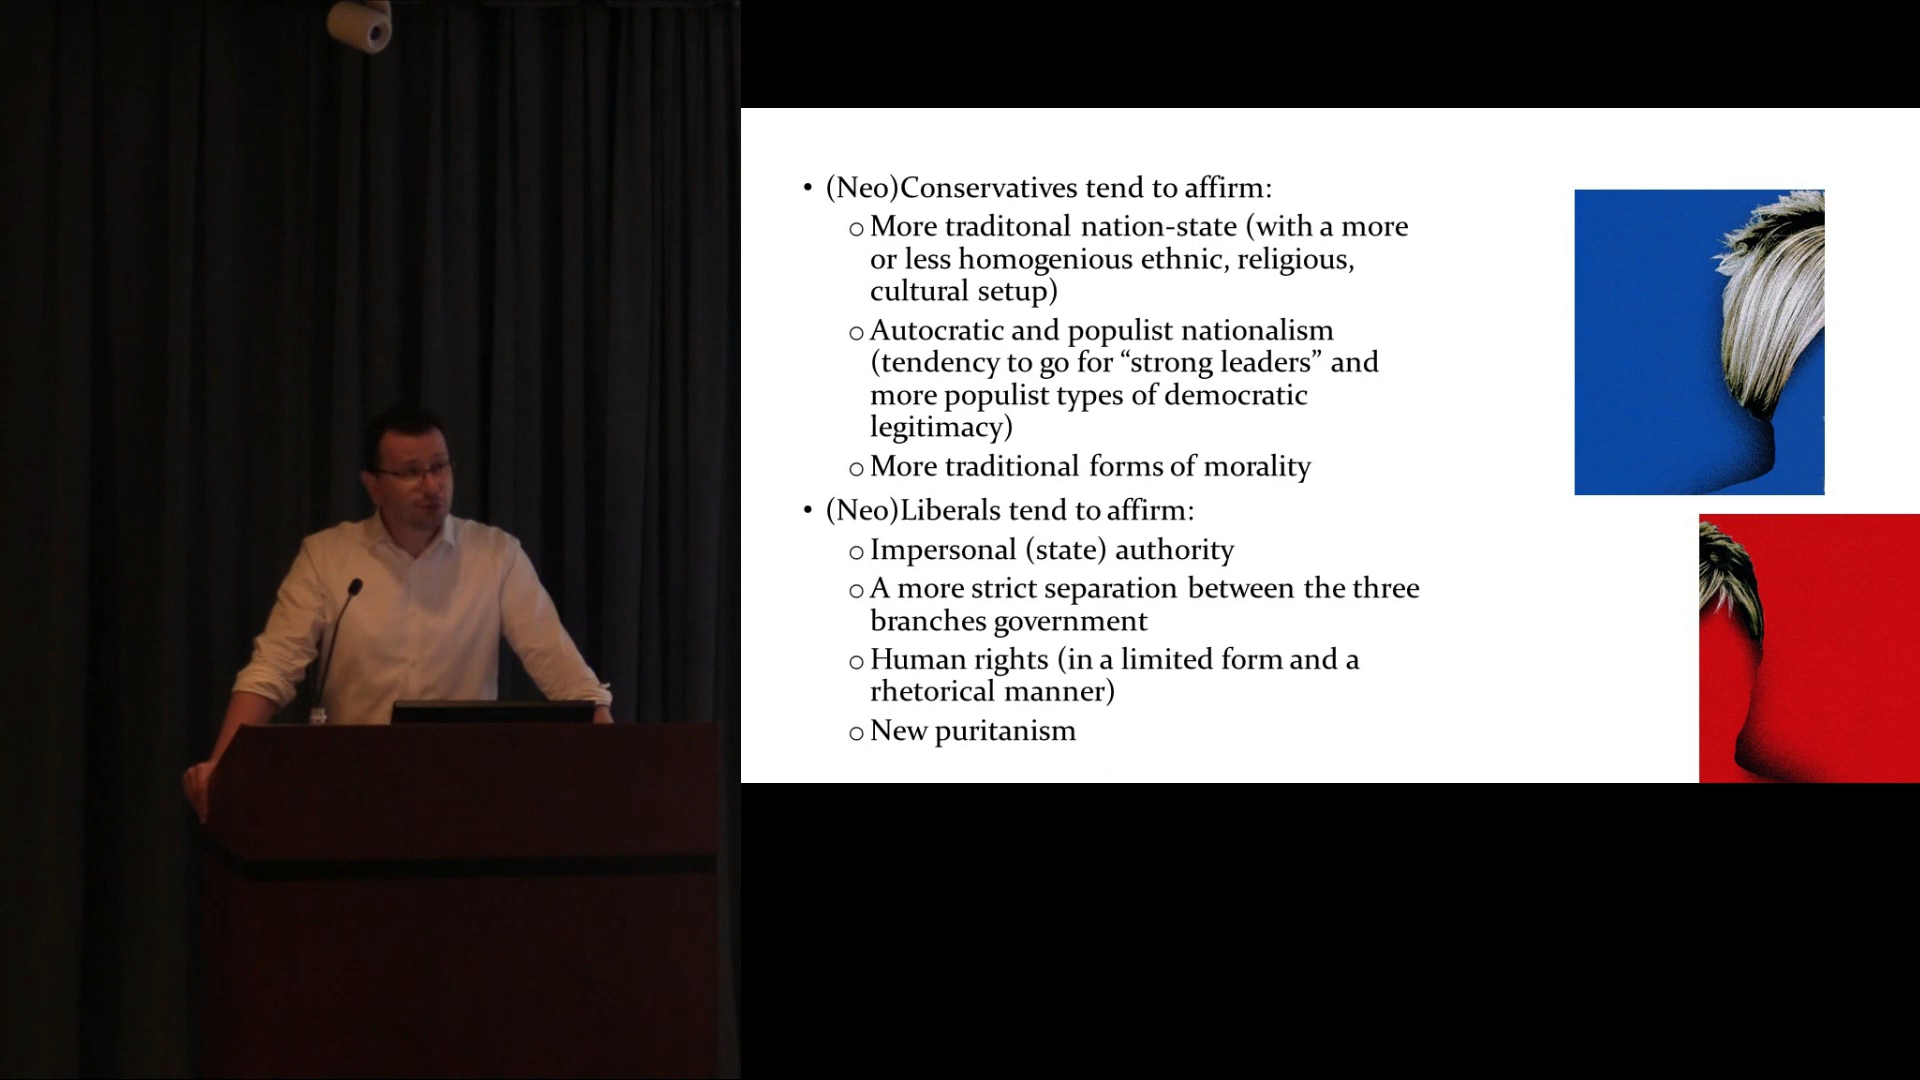 • (Neo)Conservatives tend to affirm:
o More traditonal nation-state (with a more
or less homogenious ethnic, religious,
cultural setup)
o Autocratic and populist nationalism
(tendency to go for “strong leaders” and
more populist types of democratic
legitimacy)
o More traditional forms of morality
• (Neo)Liberals tend to affirm:
o Impersonal (state) authority
o A more strict separation between the three
branches government
o Human rights (in a limited form and a
rhetorical manner)
o New puritanism